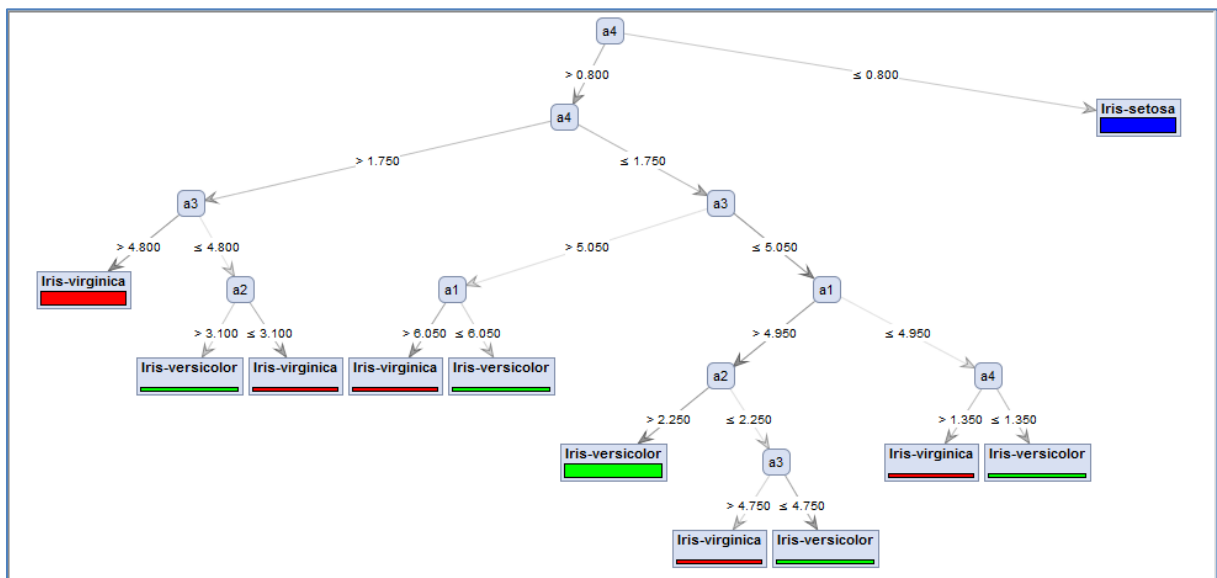 a4
> 0.800
≤ 0.800
Iris-setosa
a4
> 1.750
≤ 1.750
a3
a3
> 4.800
≤ 4.800
> 5.050
≤ 5.050
Iris-virginica
a2
a1
a1
> 3.100
≤ 3.100
> 6.050
≤ 6.050
> 4.950
≤ 4.950
Iris-versicolor
Iris-virginica
Iris-virginica
Iris-versicolor
a2
a4
> 2.250
≤ 2.250
> 1.350
≤ 1.350
Iris-versicolor
a3
Iris-virginica
Iris-versicolor
> 4.750
≤ 4.750
Iris-virginica
Iris-versicolor